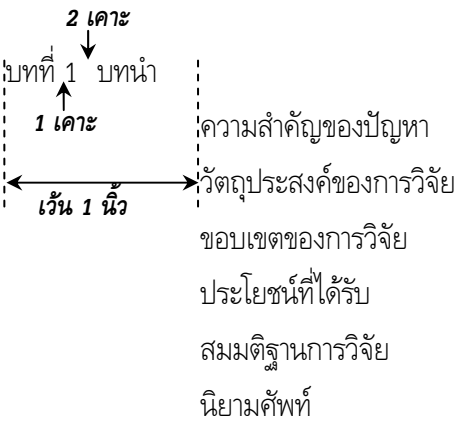 2 เคาะ
บทที่ 1 บทนำ
1 เคาะ
ความสำคัญของปัญหา
วัตถุประสงค์ของการวิจัย
เว้น 1 นิ้ว
ขอบเขตของการวิจัย
ประโยชน์ที่ได้รับ
สมมติฐานการวิจัย
นิยามศัพท์